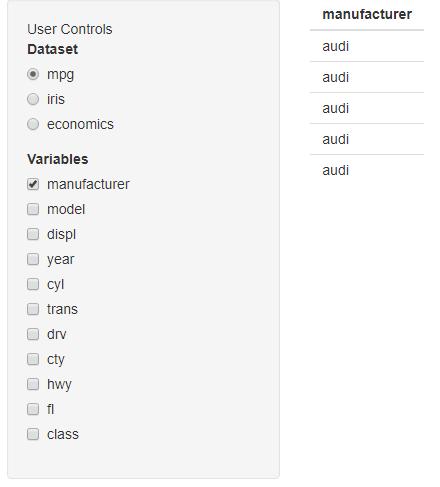 User Controls
Dataset
mpg
iris
economics
Variables
manufacturer
model
displ
year
cyl
trans
drv
cty
hwy
fl
class
manufacturer
audi
audi
audi
audi
audi